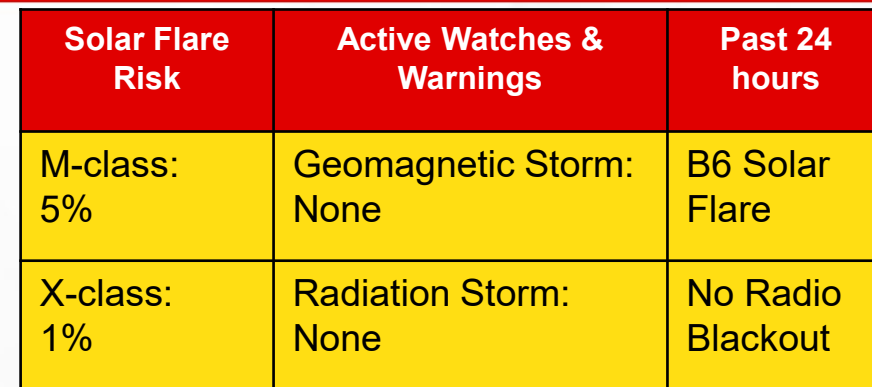 Solar Flare
Risk
Active Watches &
Warnings
Past 24
hours
M-class:
5%
Geomagnetic Storm:
None
B6 Solar
Flare
X-class:
1%
Radiation Storm:
None
No Radio
Blackout